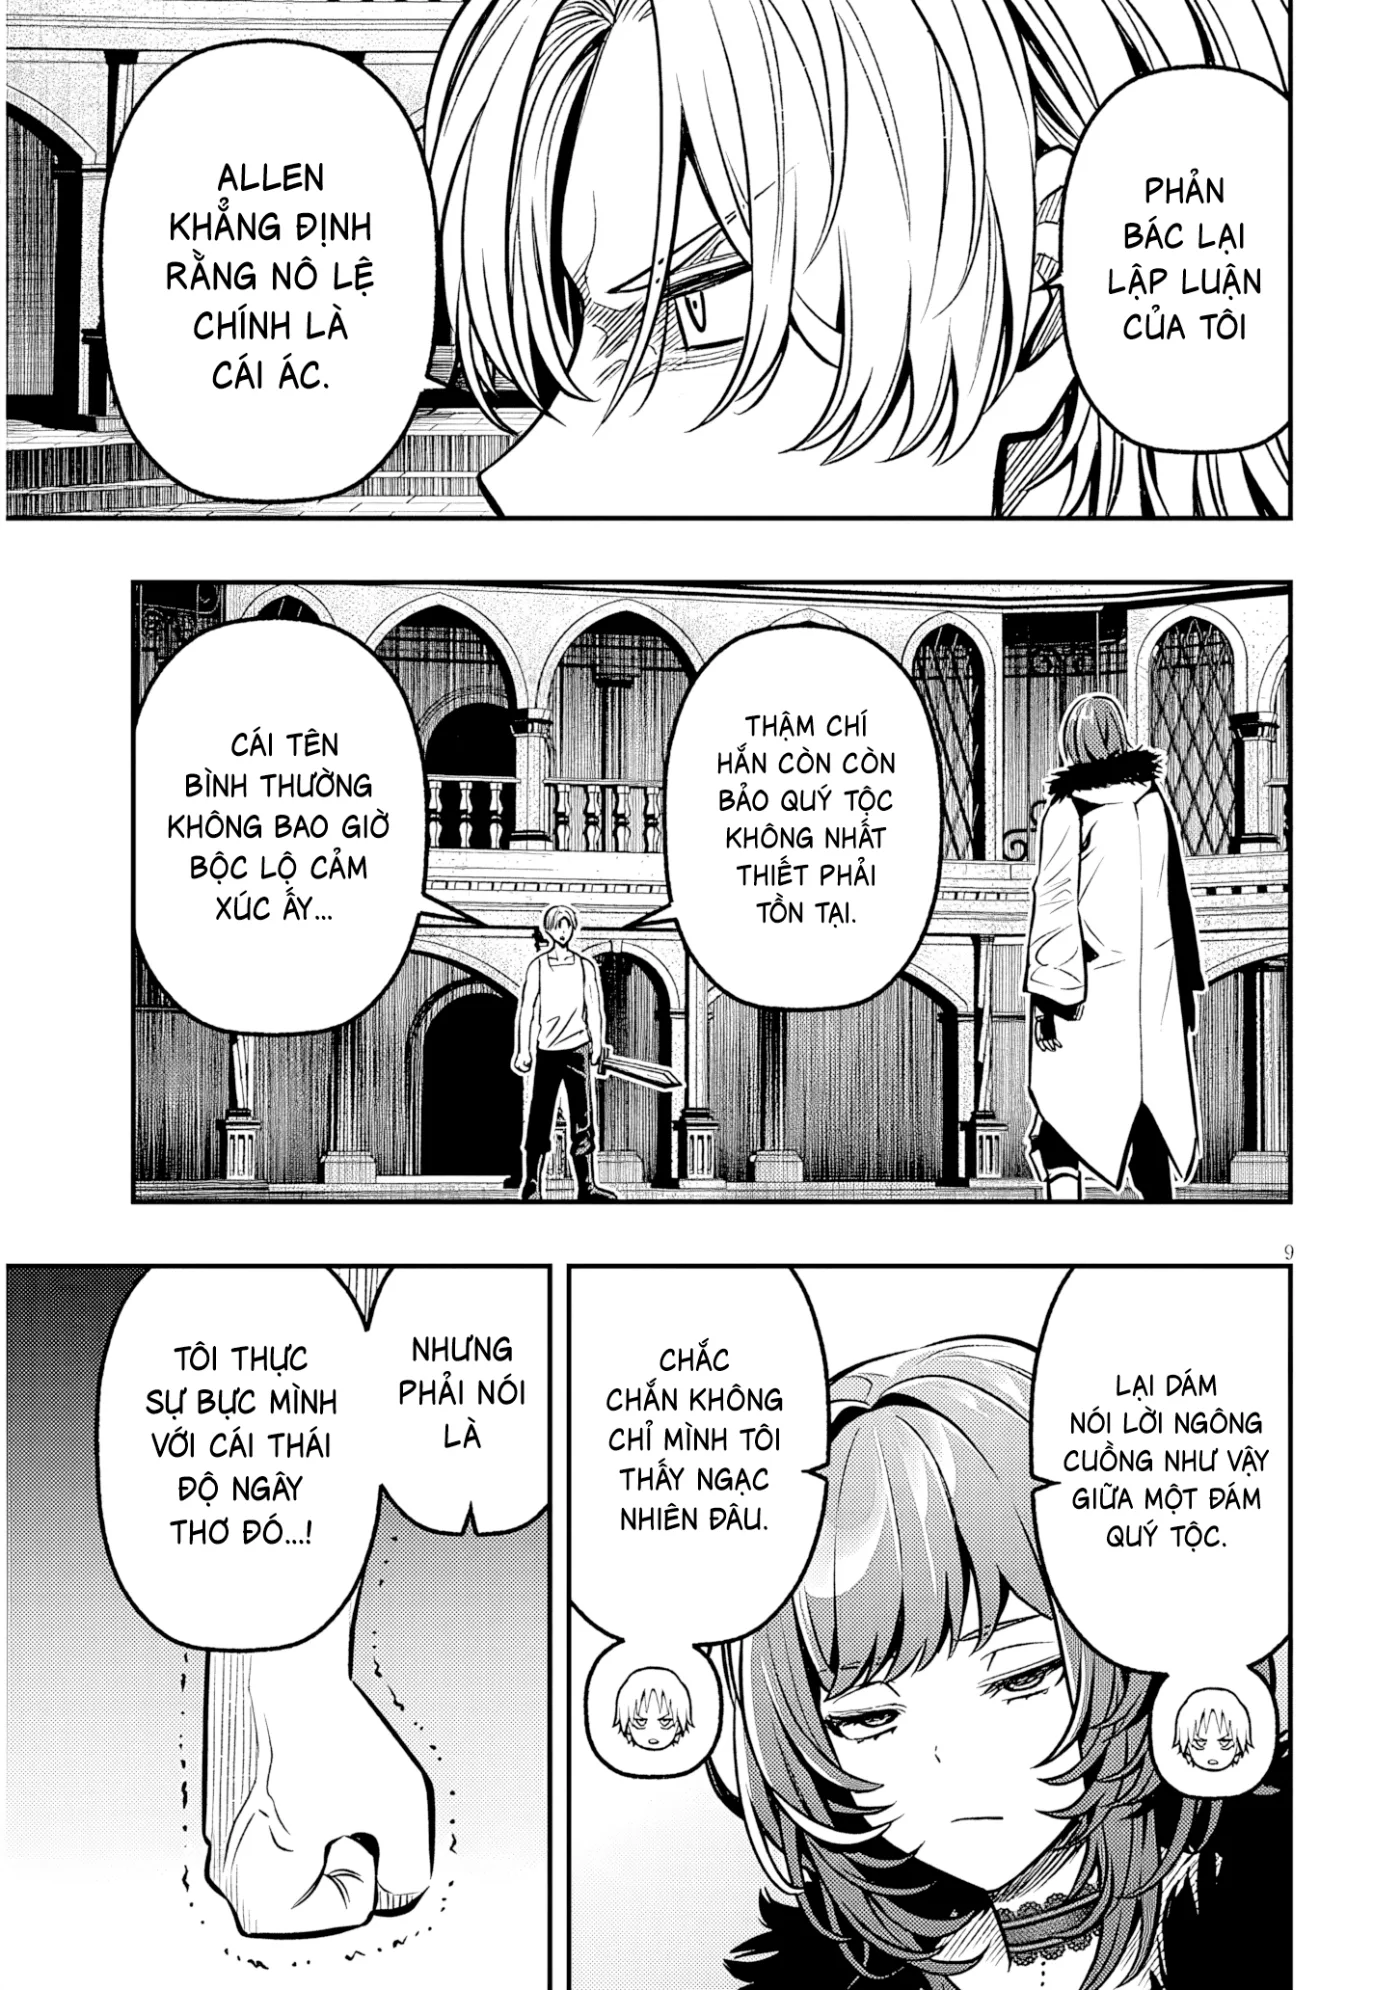 PHẢN
BÁC LẠI
LẬP LUẬN
CỦA TÔI
ALLEN
KHẲNG ĐỊNH
RẰNG NÔ LỆ
CHÍNH LÀ
CÁI ÁC.
THẬM CHÍ
HẮN CÒN CÒN
BẢO QUÝ TỘC
KHÔNG NHẤT
THIẾT PHẢI
TỒN TẠI.
CÁI TÊN
BÌNH THƯỜNG
KHÔNG BAO GIỜ
BỘC LỘ CẢM
XÚC ẤY...
9
LẠI DÁM
NÓI LỜI NGÔNG
CUỒNG NHƯ VẬY
GIỮA MỘT ĐÁM
QUÝ TỘC.
CHẮC
CHẮN KHÔNG
CHỈ MÌNH TÔI
THẤY NGẠC
NHIÊN ĐÂU.
NHƯNG
PHẢI NÓI
LÀ
TÔI THỰC
SỰ BỰC MÌNH
VỚI CÁI THÁI
ĐỘ NGÂY
THƠ ĐÓ...!